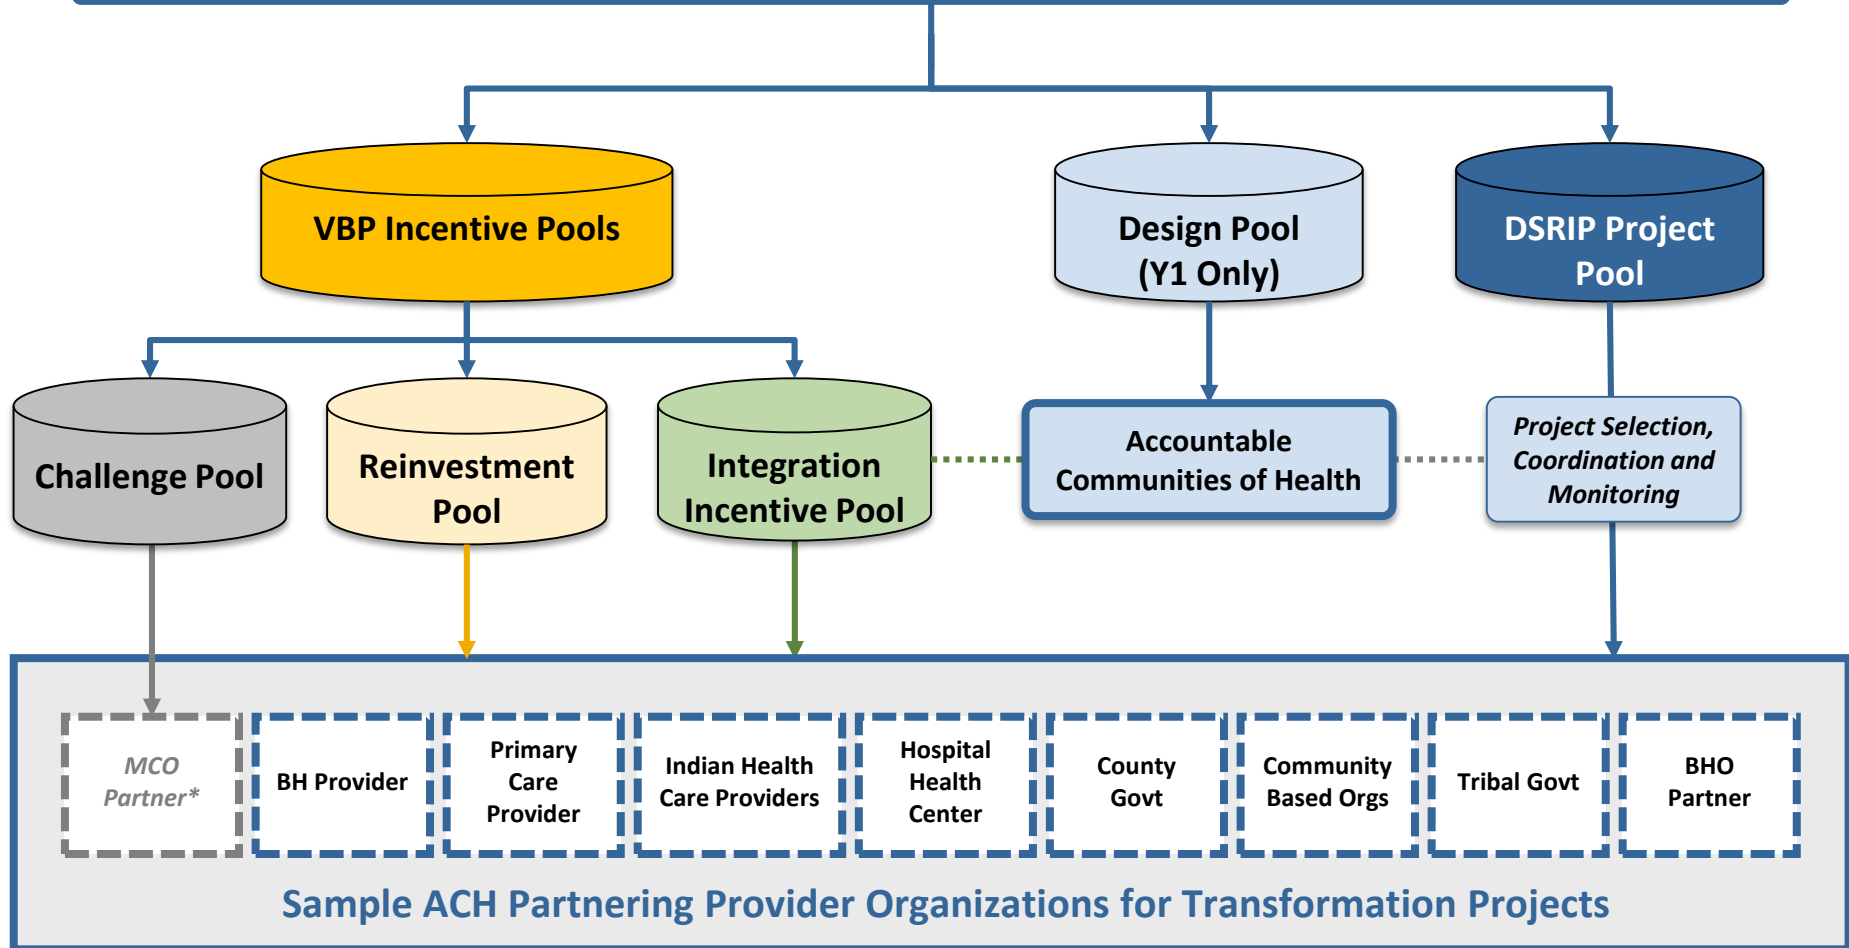 VBP Incentive Pools
Design Pool
(Y1 Only)
DSRIP Project
Pool
Challenge Pool
Reinvestment
Pool
Integration
Incentive Pool
Accountable
Communities of Health
Project Selection,
Coordination and
Monitoring
MCO
Partner*
BH Provider
Primary
Care
Provider
Indian Health
Care Providers
Hospital
Health
Center
County
Govt
Community
Based Orgs
Tribal Govt
BHO
Partner
Sample ACH Partnering Provider Organizations for Transformation Projects